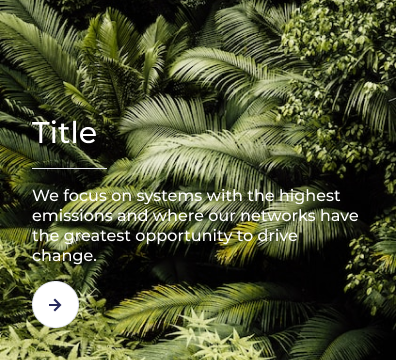 Title
We focus on systems with the highest
emissions and where our networks have
the greatest opportunity to drive
change.